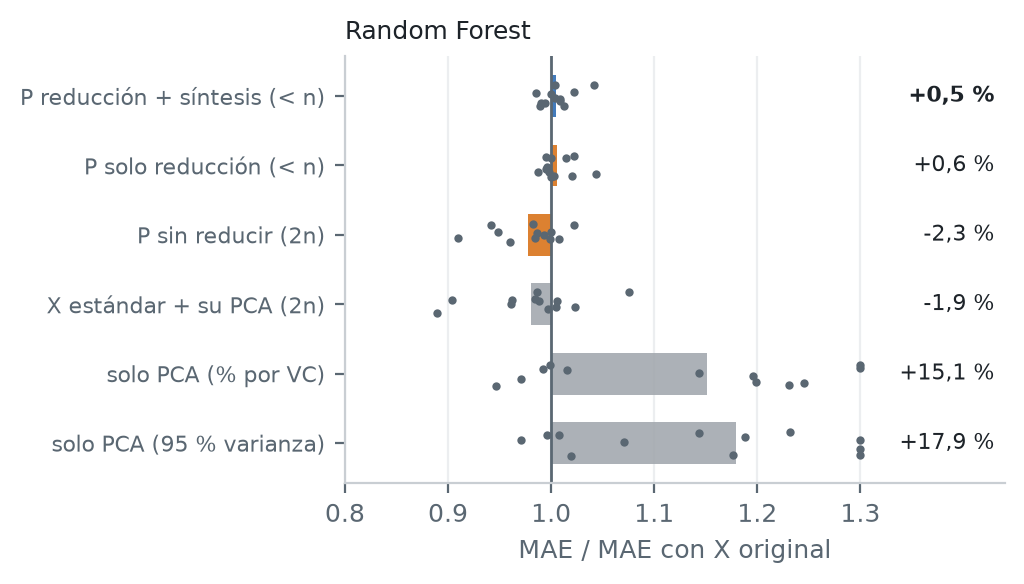 Random Forest
P reducción + síntesis (< n)
+0,5 %
P solo reducción (< n)
+0,6 %
P sin reducir (2n)
-2,3 %
X estándar + su PCA (2n)
-1,9 %
solo PCA (% por VC)
+15,1 %
solo PCA (95 % varianza)
+17,9 %
0.8 0.9 1.0 1.1 1.2 1.3
MAE / MAE con X original